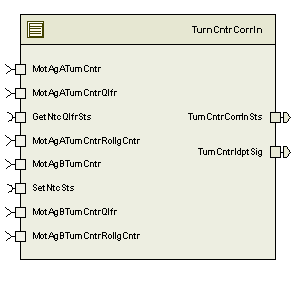 TurnCntrCorrln
MotAgATurnCntr
MotAgATurnCntrQlfr
GetNtcQlfrSts
TurnCntrCorrlnSts
MotAgATurnCntrRollgCntr
TurnCntrIdptSig
MotAgBTurnCntr
SetNtcSts
MotAgBTurnCntrQlfr
MotAgBTurnCntrRollgCntr